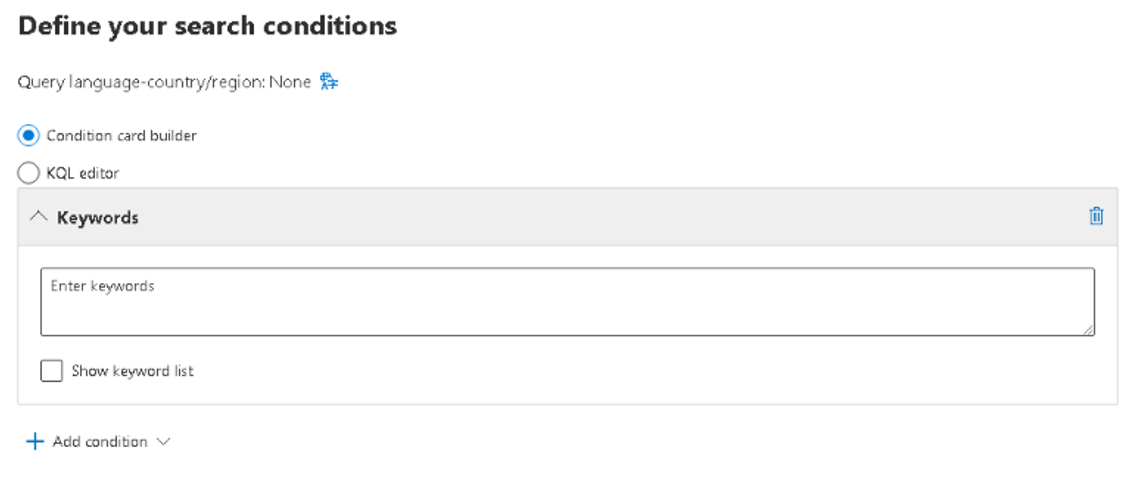 Define your search conditions
Query language-country/region: None
Condition card builder
KQL editor
Keywords
Enter keywords
Show keyword list
Add condition